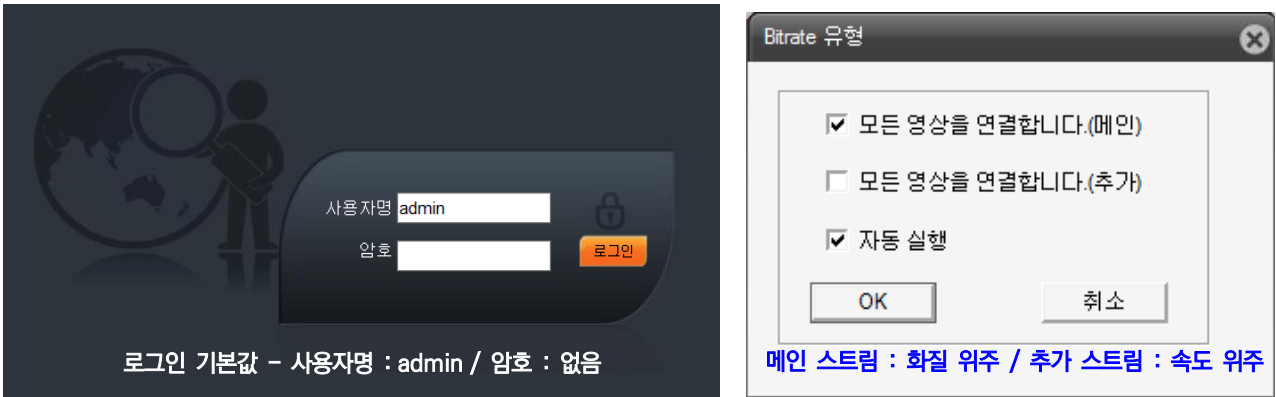 사용자명 admin
암호
로그인
로그인 기본값 - 사용자명 : admin / 암호 : 없음
Bitrate 유형
모든 영상을 연결합니다.(메인)
모든 영상을 연결합니다.(추가)
자동 실행
OK 취소
메인 스트림 : 화질 위주 / 추가 스트림 : 속도 위주